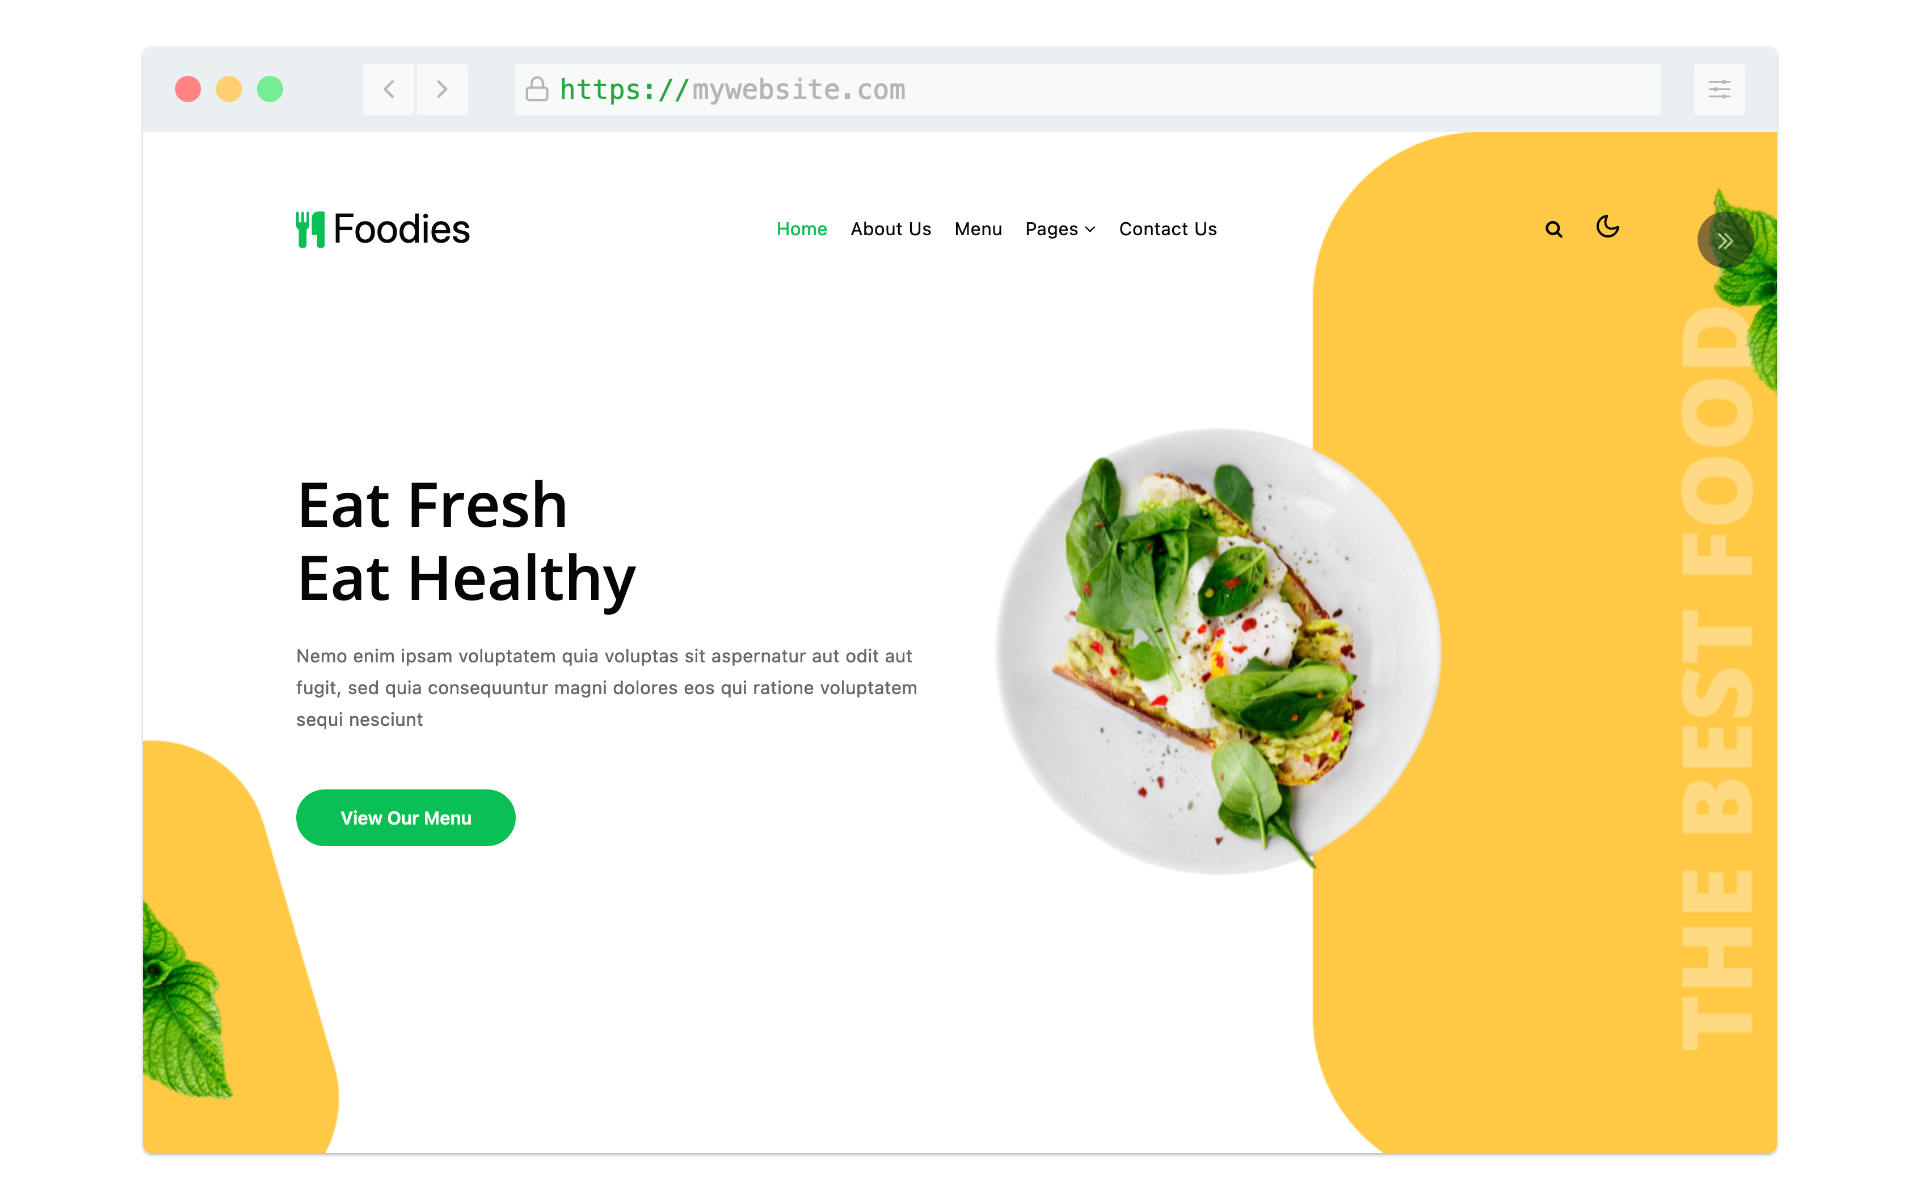 https://mywebsite.com
Foodies
Home
About Us
Menu
Pages
Contact Us
Eat Fresh
Eat Healthy
Nemo enim ipsam voluptatem quia voluptas sit aspernatur aut odit aut
fugit, sed quia consequuntur magni dolores eos qui ratione voluptatem
sequi nesciunt
View Our Menu
THE BEST FOOD